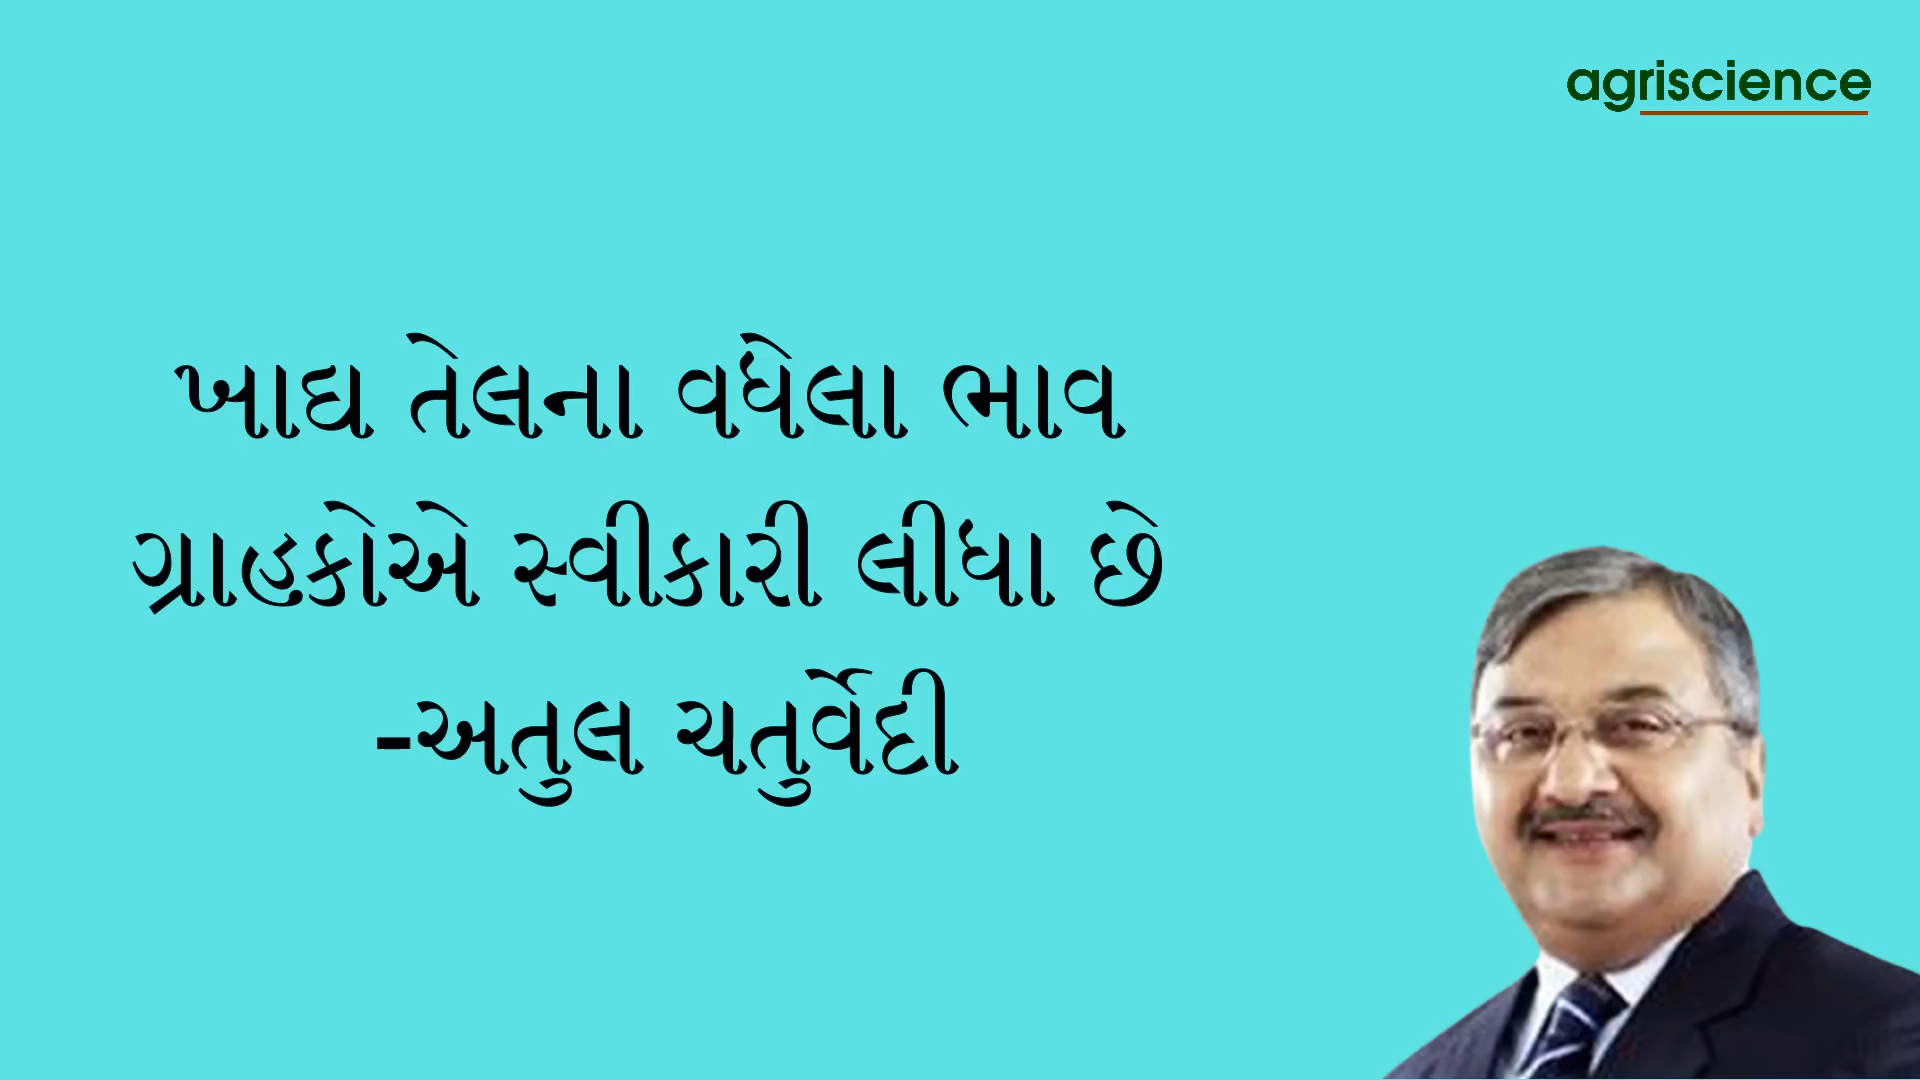 agriscience
ખાદ્ય તેલના વધેલા ભાવ
ગ્રાહકોએ સ્વીકારી લીધા છે
-અતુલ ચતુર્વેદી